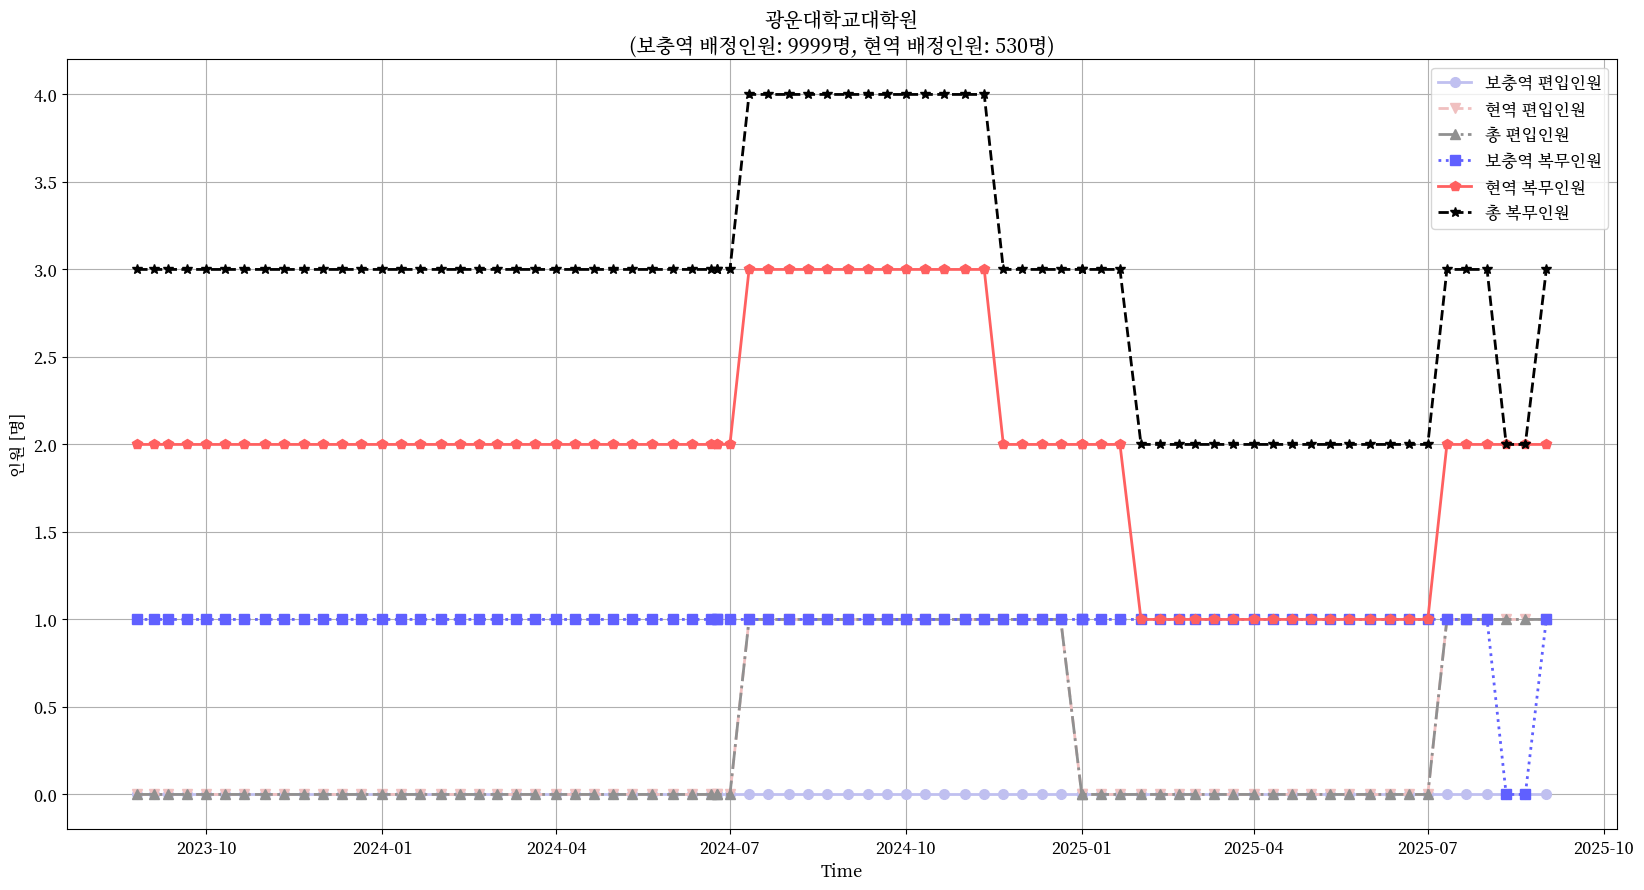 광운대학교대학원
(보충역 배정인원: 9999명, 현역 배정인원: 530명)
보충역 편입인원
현역 편입인원
총 편입인원
보충역 복무인원
현역 복무인원
총 복무인원
인원 [명]
4.0
3.5
3.0
2.5
2.0
1.5
1.0
0.5
0.0
2023-10
2024-01
2024-04
2024-07
2024-10
2025-01
2025-04
2025-07
2025-10
Time